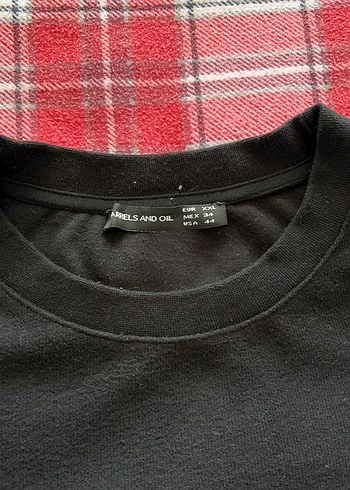 ARRELS AND OIL
EUR XXL
MEX 34
USA 44